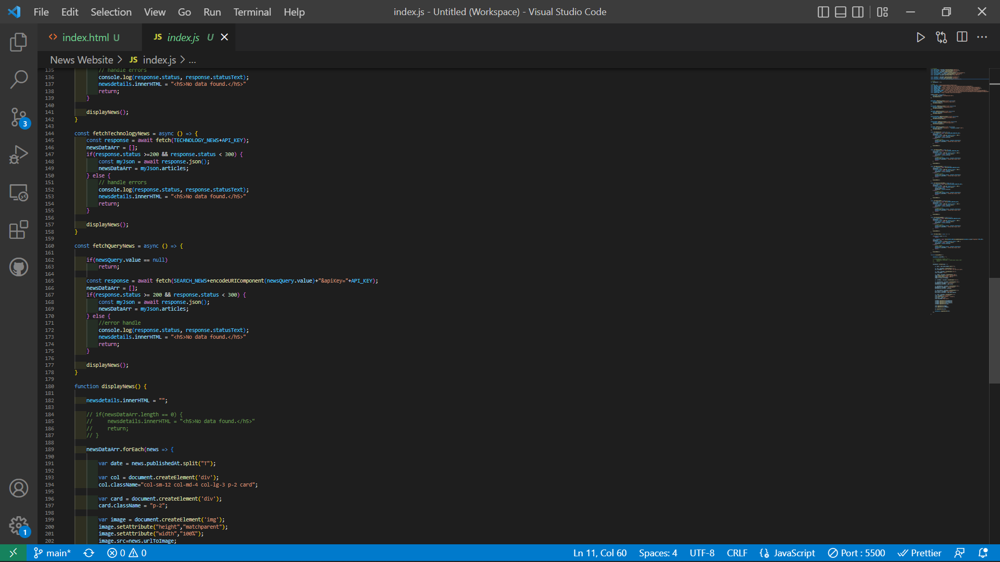 File Edit Selection View Go Run Terminal Help
index.js - Untitled (Workspace) - Visual Studio Code
index.html U
JS index.js U
News Website > JS index.js > ...
135 // handle errors
136 console.log(response.status, response.statusText);
137 newsdetails.innerHTML = "<h5>No data found.</h5>"
138 return;
139 }
140
141 displayNews();
142 }
143
144 const fetchTechnologyNews = async () => {
145 const response = await fetch(TECHNOLOGY_NEWS+API_KEY);
146 newsDataArr = [];
147 if(response.status >=200 && response.status < 300) {
148 const myJson = await response.json();
149 newsDataArr = myJson.articles;
150 } else {
151 // handle errors
152 console.log(response.status, response.statusText);
153 newsdetails.innerHTML = "<h5>No data found.</h5>"
154 return;
155 }
156
157 displayNews();
158 }
159
160 const fetchQueryNews = async () => {
161
162 if(newsQuery.value == null)
163 return;
164
165 const response = await fetch(SEARCH_NEWS+encodeURIComponent(newsQuery.value)+"&apiKey="+API_KEY);
166 newsDataArr = [];
167 if(response.status >= 200 && response.status < 300) {
168 const myJson = await response.json();
169 newsDataArr = myJson.articles;
170 } else {
171 //error handle
172 console.log(response.status, response.statusText);
173 newsdetails.innerHTML = "<h5>No data found.</h5>"
174 return;
175 }
176
177 displayNews();
178 }
179
180 function displayNews() {
181
182 newsdetails.innerHTML = "";
183
184 // if(newsDataArr.length == 0) {
185 // newsdetails.innerHTML = "<h5>No data found.</h5>"
186 // return;
187 // }
188
189 newsDataArr.forEach(news => {
190
191 var date = news.publishedAt.split("T");
192
193 var col = document.createElement('div');
194 col.className="col-sm-12 col-md-4 col-lg-3 p-2 card";
195
196 var card = document.createElement('div');
197 card.className = "p-2";
198
199 var image = document.createElement('img');
200 image.setAttribute("height","matchparent");
201 image.setAttribute("width","100%");
202 image.src=news.urlToImage;
3
1
main* 0 0 Ln 11, Col 60 Spaces: 4 UTF-8 CRLF JavaScript Port : 5500 Prettier